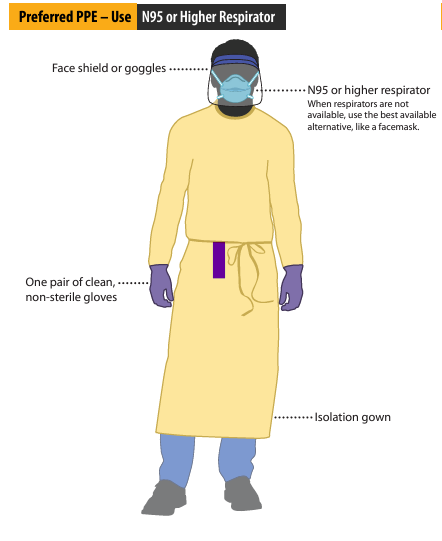 Preferred PPE – Use N95 or Higher Respirator
Face shield or goggles
N95 or higher respirator
When respirators are not
available, use the best available
alternative, like a facemask.
One pair of clean,
non-sterile gloves
Isolation gown